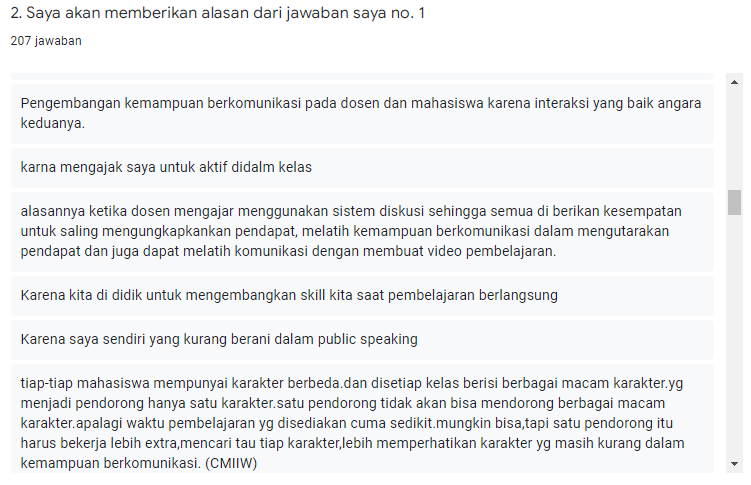 2. Saya akan memberikan alasan dari jawaban saya no. 1
207 jawaban
Pengembangan kemampuan berkomunikasi pada dosen dan mahasiswa karena interaksi yang baik angara
keduanya.
karna mengajak saya untuk aktif didalm kelas
alasannya ketika dosen mengajar menggunakan sistem diskusi sehingga semua di berikan kesempatan
untuk saling mengungkapkankan pendapat, melatih kemampuan berkomunikasi dalam mengutarakan
pendapat dan juga dapat melatih komunikasi dengan membuat video pembelajaran.
Karena kita di didik untuk mengembangkan skill kita saat pembelajaran berlangsung
Karena saya sendiri yang kurang berani dalam public speaking
tiap-tiap mahasiswa mempunyai karakter berbeda.dan disetiap kelas berisi berbagai macam karakter.yg
menjadi pendorong hanya satu karakter.satu pendorong tidak akan bisa mendorong berbagai macam
karakter.apalagi waktu pembelajaran yg disediakan cuma sedikit.mungkin bisa,tapi satu pendorong itu
harus bekerja lebih extra,mencari tau tiap karakter,lebih memperhatikan karakter yg masih kurang dalam
kemampuan berkomunikasi. (CMIIW)